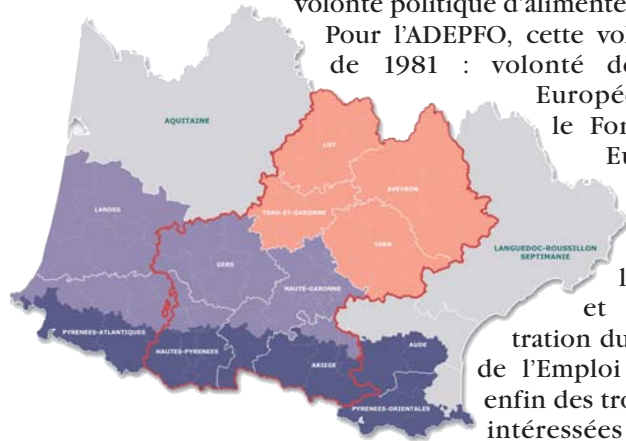 volonté politique d'alimente
Pour l'ADEPFO, cette vol
de 1981 : volonté d
Europé
le For
Eu
l
et
tration du
de l'Emploi
enfin des tro
intéressées
AQUITAINE
LOT
AVEYRON
TARN-ET-GARONNE
LANDES
TARN
GERS
LANGUEDOC-ROUSSILLON
SEPTIMANIE
HAUTE-GARONNE
PYRENEES-ATLANTIQUES
HAUTES-PYRENEES
ARIEGE
AUDE
PYRENEES-ORIENTALES